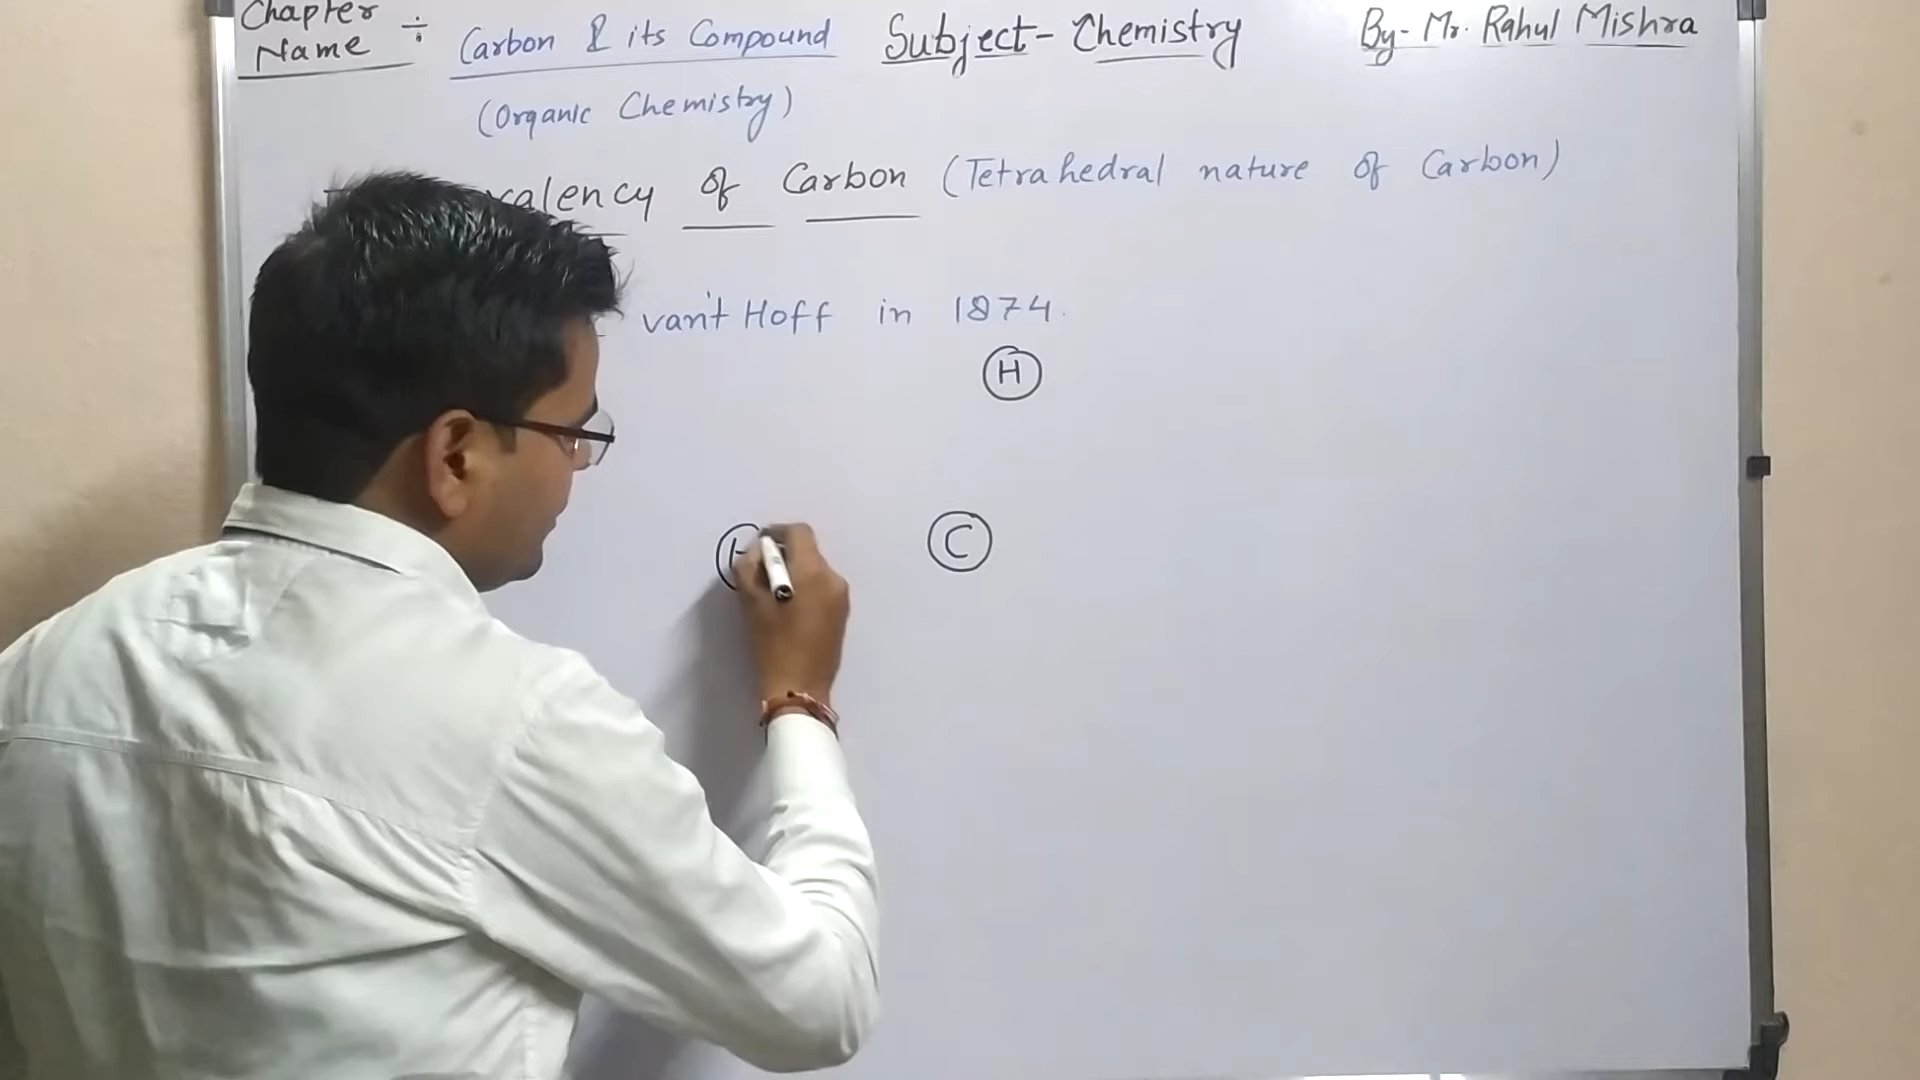 Chapter Name ÷ Carbon & its Compound Subject - Chemistry By- Mr. Rahul Mishra
(Organic Chemistry)
of Carbon (Tetrahedral nature of Carbon)
van't Hoff in 1874.
H
C